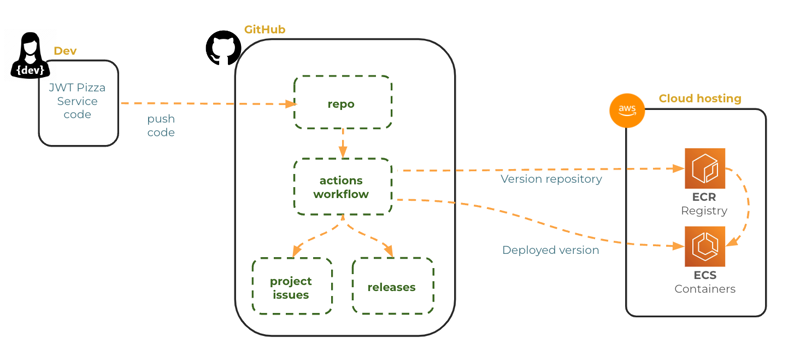 GitHub
Dev
{dev}
JWT Pizza
Service
code
push
code
repo
actions
workflow
project
issues
releases
Version repository
Deployed version
Cloud hosting
aws
ECR
Registry
ECS
Containers